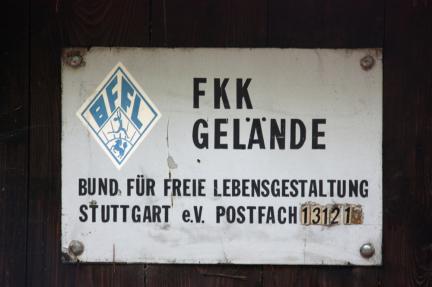 BFFL
FKK
GELÄNDE
BUND FÜR FREIE LEBENSGESTALTUNG
STUTTGART e.V. POSTFACH 13121